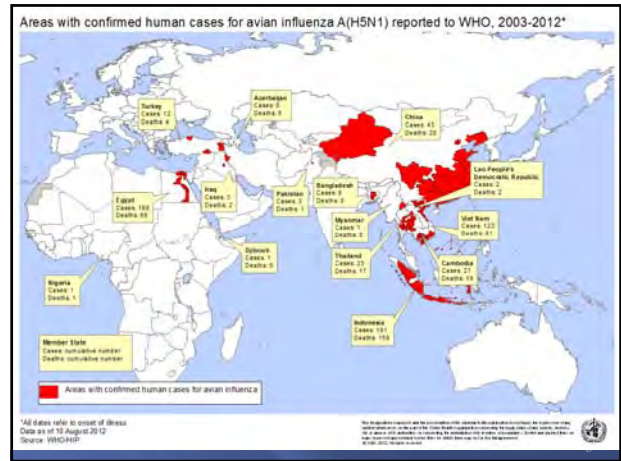 Areas with confirmed human cases for avian influenza A(H5N1) reported to WHO, 2003-2012*
Azerbaijan
Cases: 8
Deaths: 5
Turkey
Cases: 12
Deaths: 4
China
Cases: 43
Deaths: 28
Lao People's
Democratic Republic
Cases: 2
Deaths: 2
Egypt
Cases: 168
Deaths:
Iraq
Cases: 3
Deaths: 2
Pakistan
Cases: 3
Deaths: 1
Bangladesh
Cases: 6
Deaths: 0
Myanmar
Cases: 1
Deaths: 0
Viet Nam
Cases: 123
Deaths: 61
Djibouti
Cases: 1
Deaths: 0
Thailand
Cases: 25
Deaths: 17
Cambodia
Cases: 21
Deaths: 19
Nigeria
Cases: 1
Deaths: 1
Indonesia
Cases: 191
Deaths: 159
Member State
Cases: cumulative number
Deaths: cumulative number
Areas with confirmed human cases for avian influenza
*All dates refer to onset of illness
Data as of 10 August 2012
Source: WHO/HIP